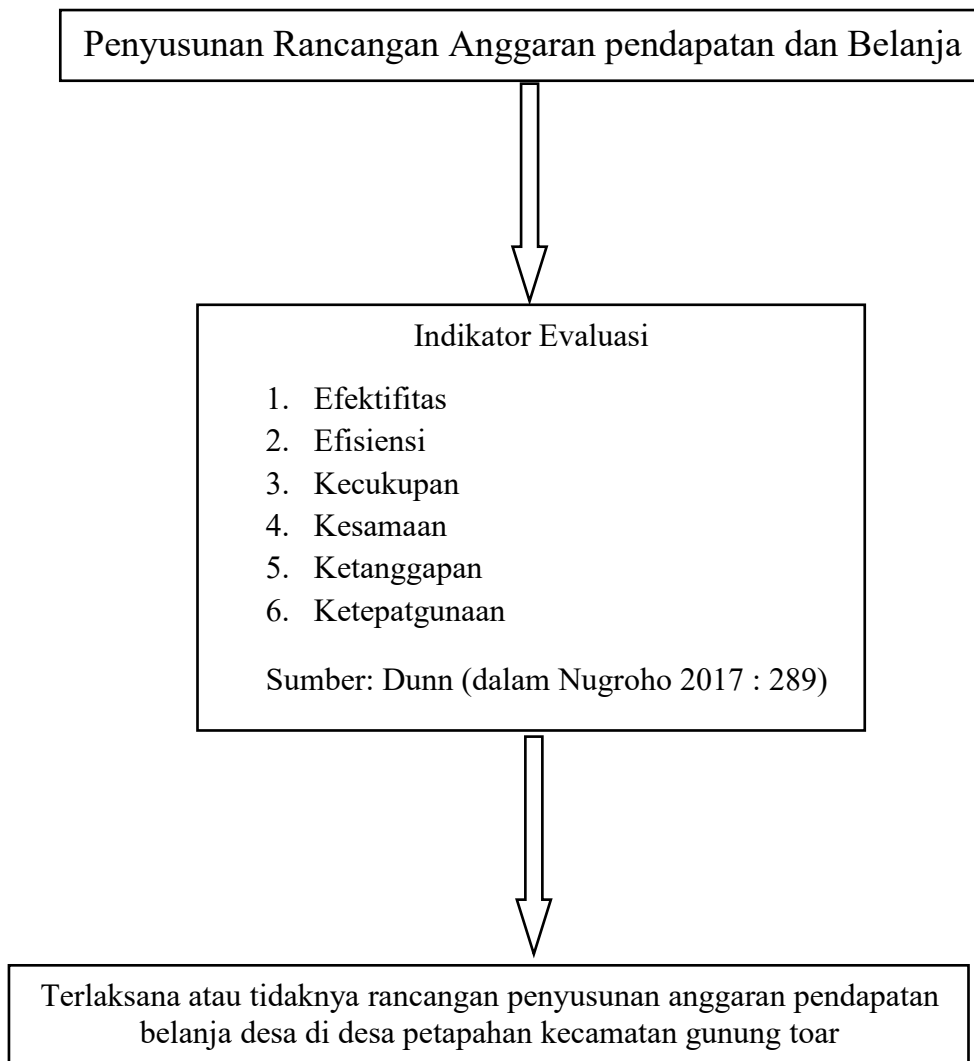 Penyusunan Rancangan Anggaran pendapatan dan Belanja
Indikator Evaluasi
1. Efektifitas
2. Efisiensi
3. Kecukupan
4. Kesamaan
5. Ketanggapan
6. Ketepatgunaan
Sumber: Dunn (dalam Nugroho 2017 : 289)
Terlaksana atau tidaknya rancangan penyusunan anggaran pendapatan
belanja desa di desa petapahan kecamatan gunung toar